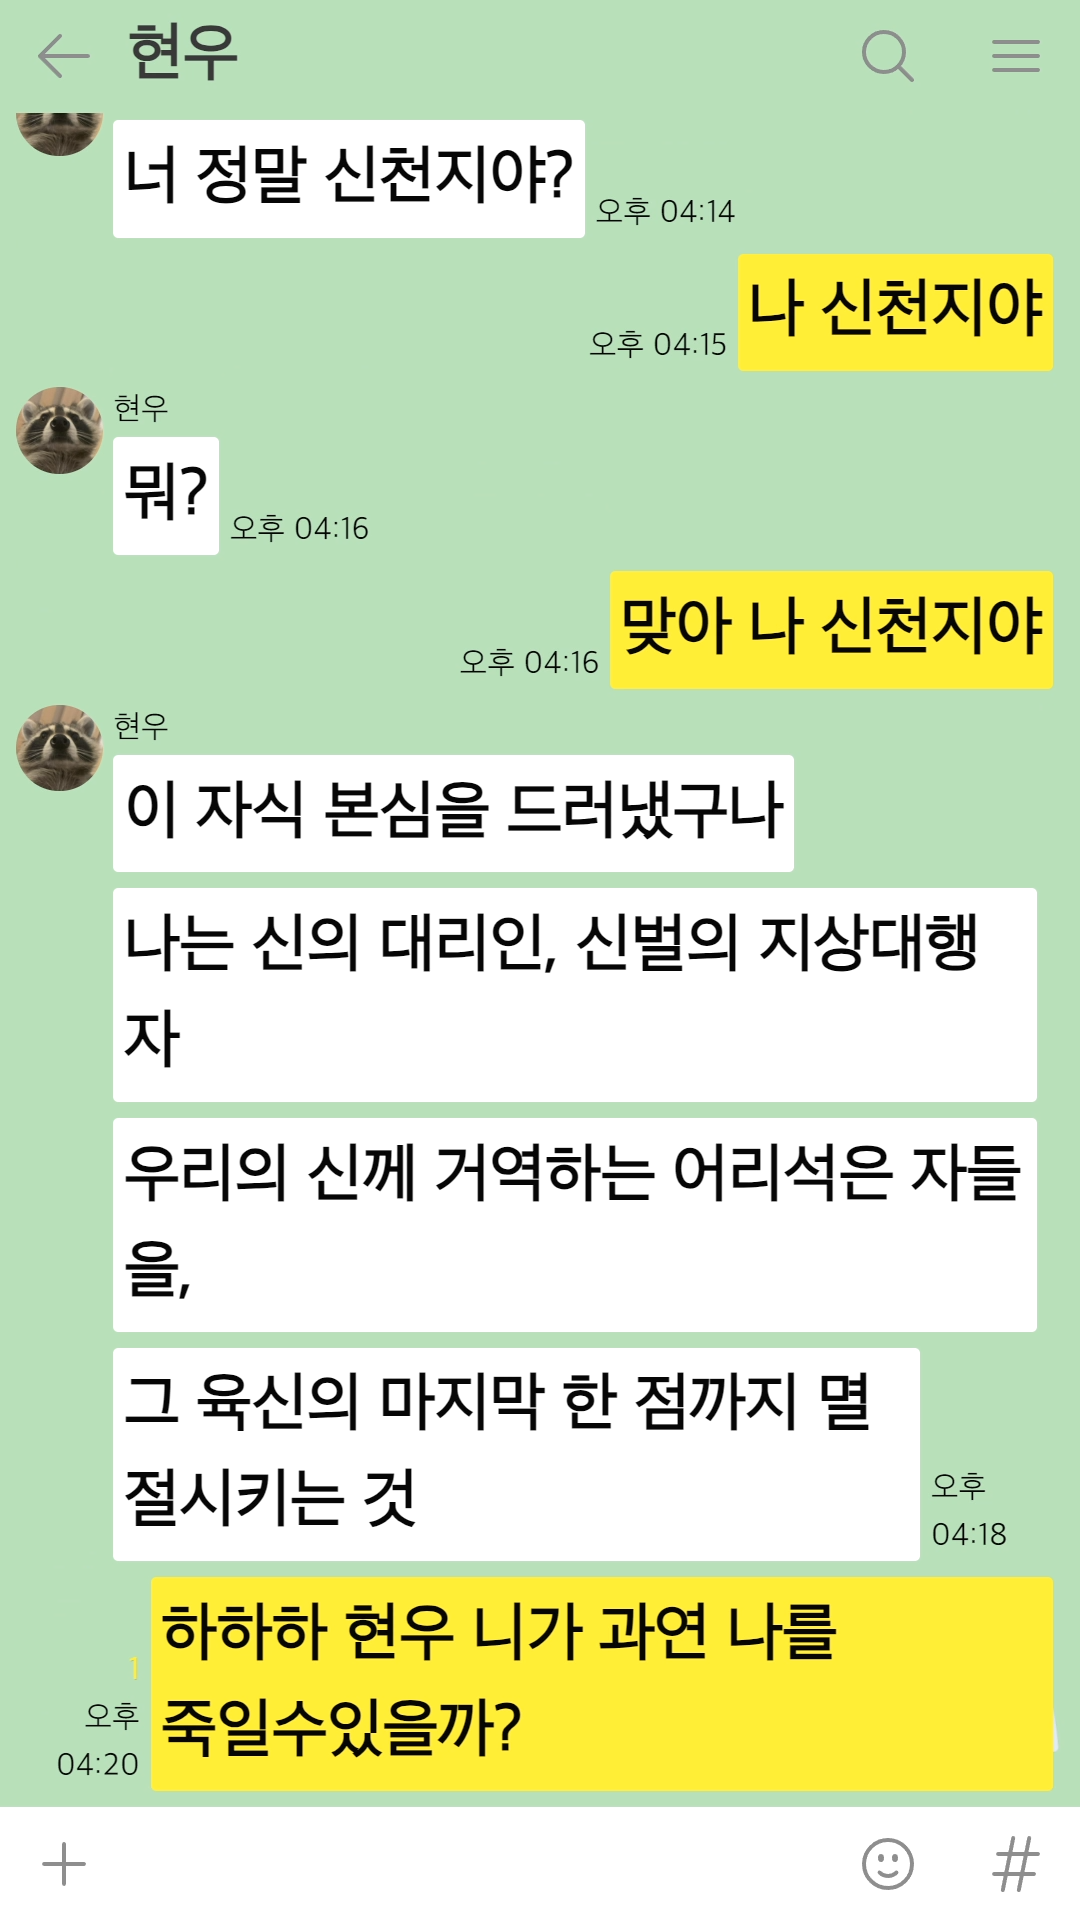 현우
너 정말 신천지야?
오후 04:14
나 신천지야
오후 04:15
현우
뭐?
오후 04:16
맞아 나 신천지야
오후 04:16
현우
이 자식 본심을 드러냈구나
나는 신의 대리인, 신벌의 지상대행
자
우리의 신께 거역하는 어리석은 자들
을,
그 육신의 마지막 한 점까지 멸
절시키는 것
오후
04:18
하하하 현우 니가 과연 나를
죽일수있을까?
1
오후
04:20
#